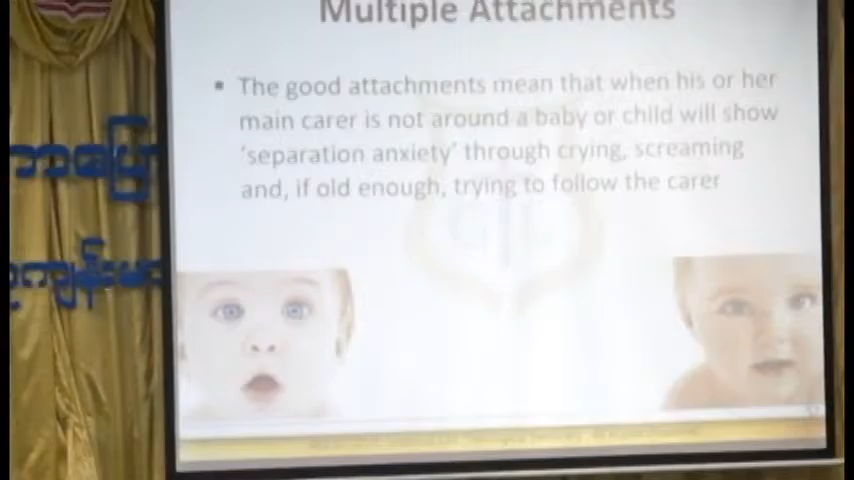 Multiple Attachments
▪ The good attachments mean that when his or her
main carer is not around a baby or child will show
‘separation anxiety’ through crying, screaming
and, if old enough, trying to follow the carer